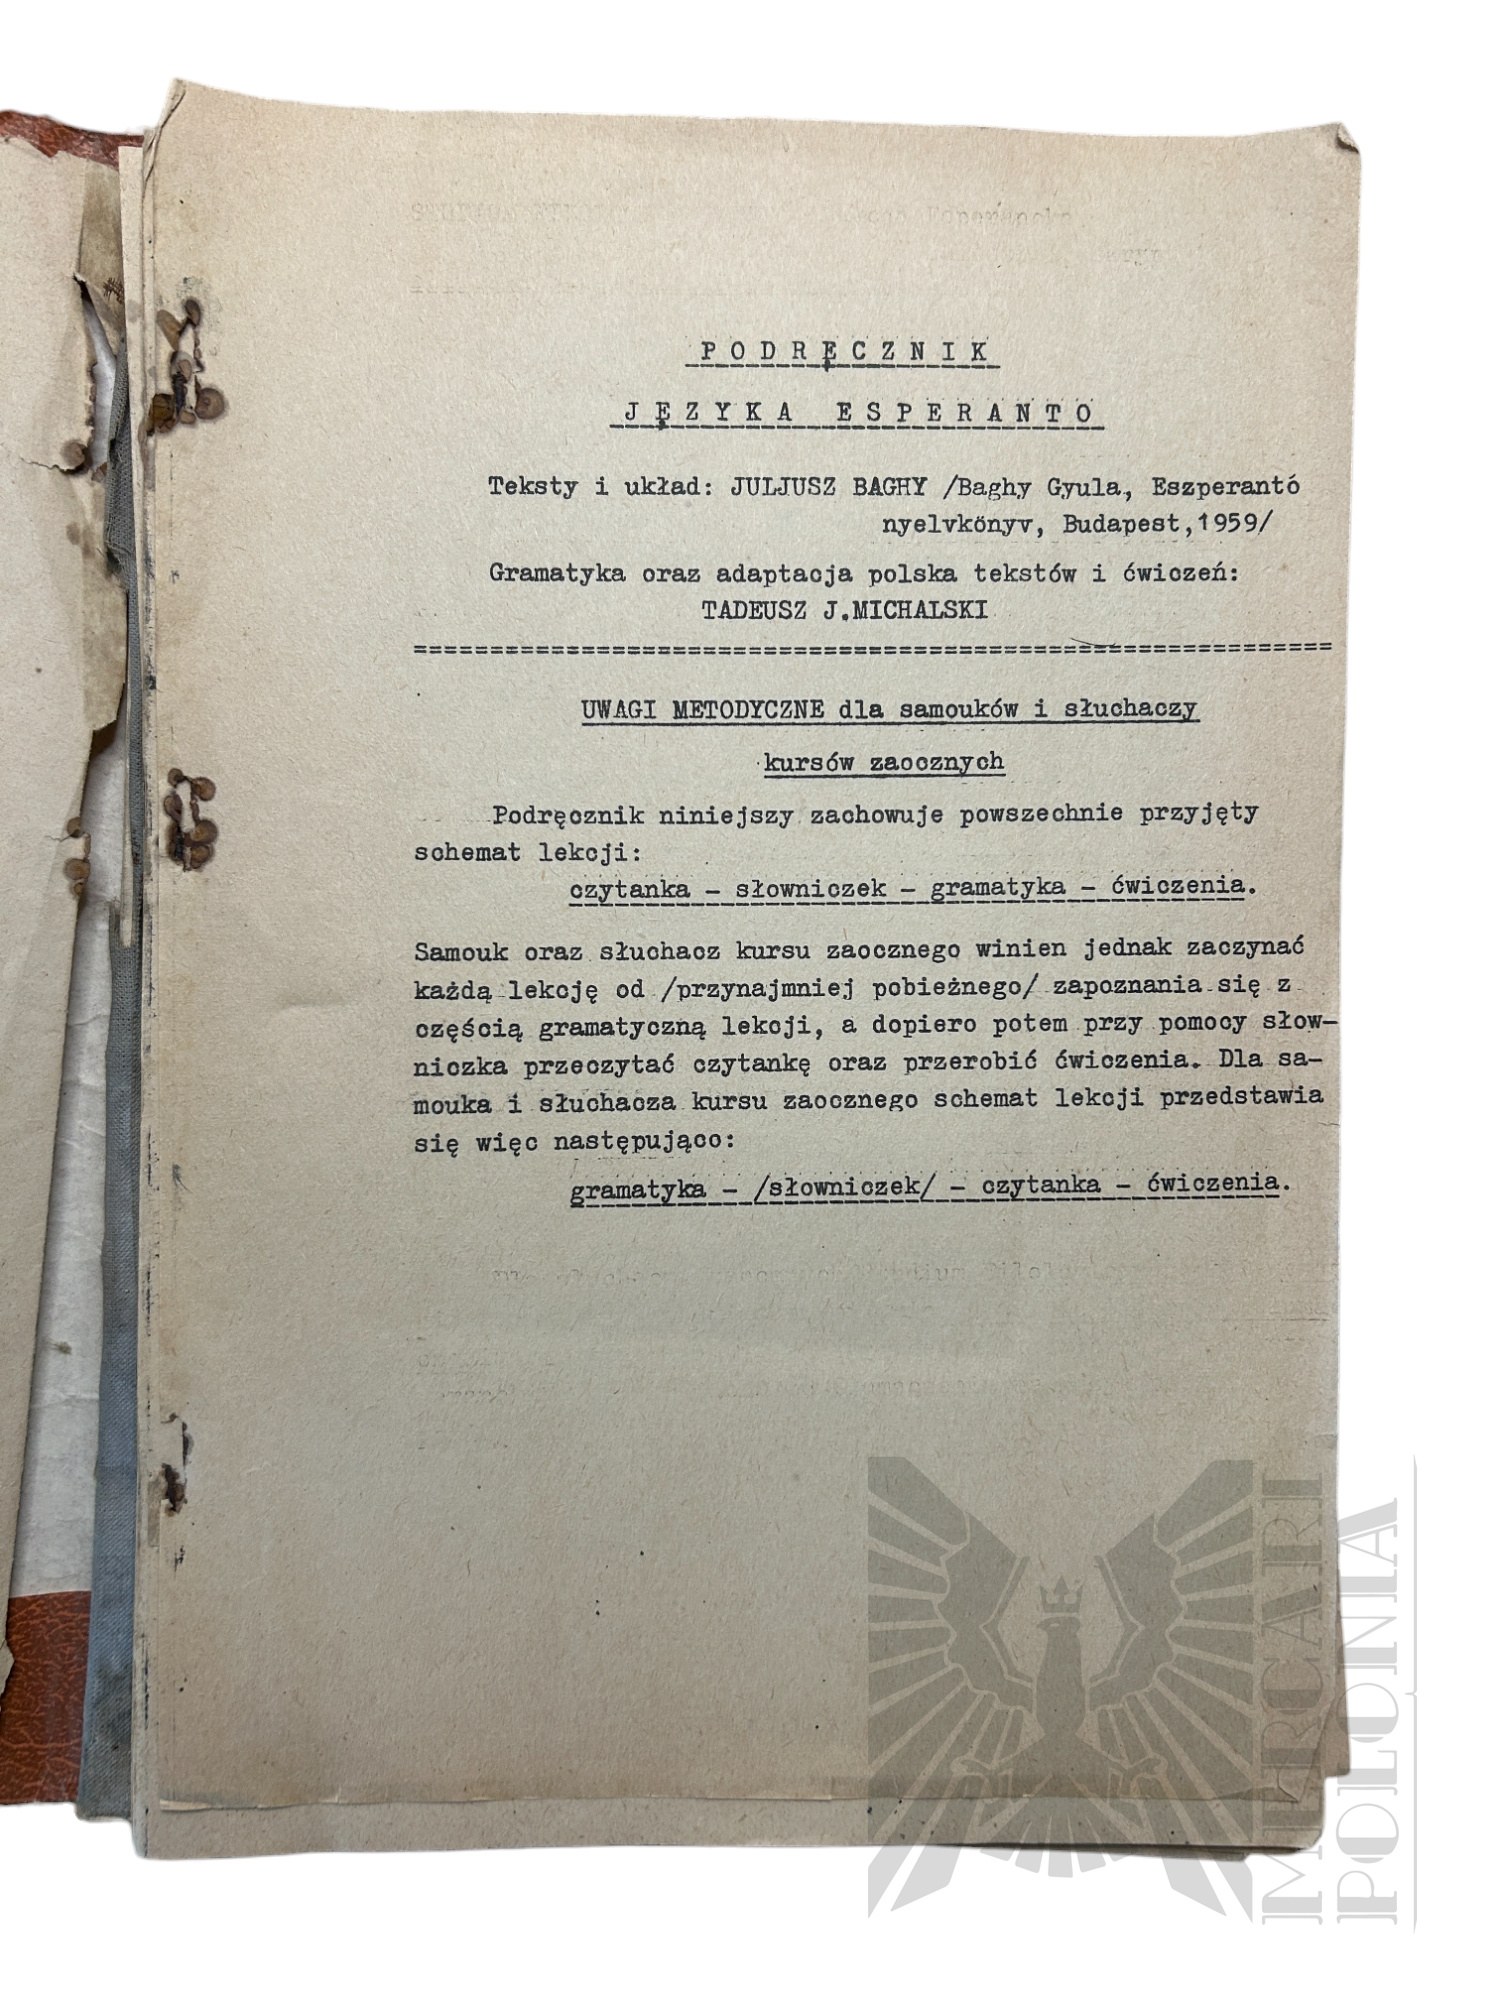 PODRĘCZNIK
JĘZYKA ESPERANTO
Teksty i układ: JULJUSZ BAGHY /Baghy Gyula, Eszperantó
nyelvkönyv, Budapest,1959/
Gramatyka oraz adaptacja polska tekstów i ćwiczeń:
TADEUSZ J.MICHALSKI
=============================================================
UWAGI METODYCZNE dla samouków i słuchaczy
kursów zaocznych
Podręcznik niniejszy zachowuje powszechnie przyjęty
schemat lekcji:
czytanka - słowniczek - gramatyka - ćwiczenia.
Samouk oraz słuchacz kursu zaocznego winien jednak zaczynać
każdą lekcję od /przynajmniej pobieżnego/ zapoznania się z
częścią gramatyczną lekcji, a dopiero potem przy pomocy słow-
niczka przeczytać czytankę oraz przerobić ćwiczenia. Dla sa-
mouka i słuchacza kursu zaocznego schemat lekcji przedstawia
się więc następująco:
gramatyka - /słowniczek/ - czytanka - ćwiczenia.
MERCARI
POLONIA